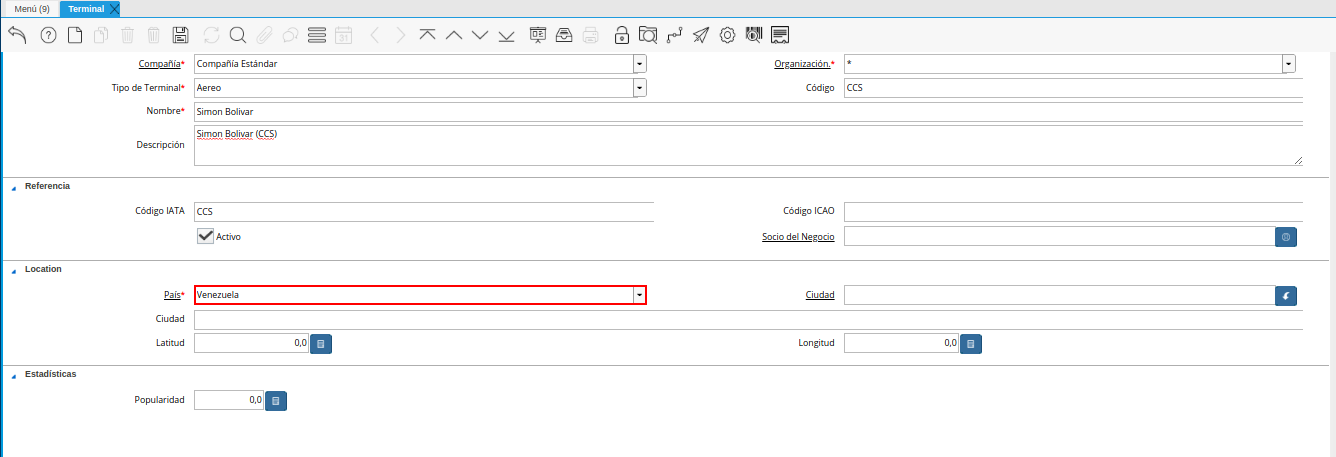 Menú (9) Terminal
31
Compañía* Compañía Estándar Organización.* *
Tipo de Terminal* Aereo Código CCS
Nombre* Simon Bolivar
Descripción Simon Bolivar (CCS)
Referencia
Código IATA CCS Código ICAO
Activo Socio del Negocio
Location
País* Venezuela Ciudad
Ciudad
Latitud 0,0 Longitud 0,0
Estadísticas
Popularidad 0,0